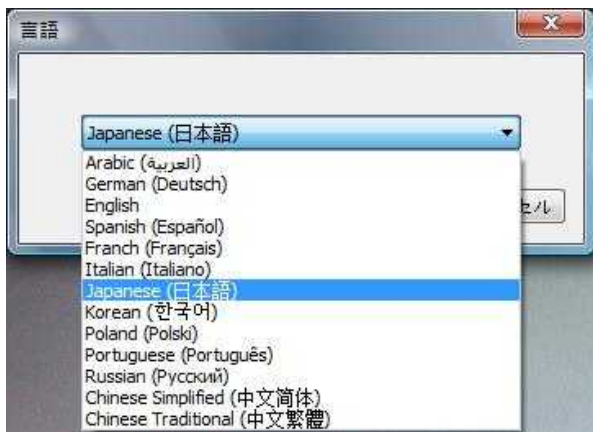 言語
Japanese (日本語)
Arabic (العربية)
German (Deutsch)
English
Spanish (Español)
Franch (Français)
Italian (Italiano)
Japanese (日本語)
Korean (한국어)
Poland (Polski)
Portuguese (Português)
Russian (Русский)
Chinese Simplified (中文简体)
Chinese Traditional (中文繁體)
セル